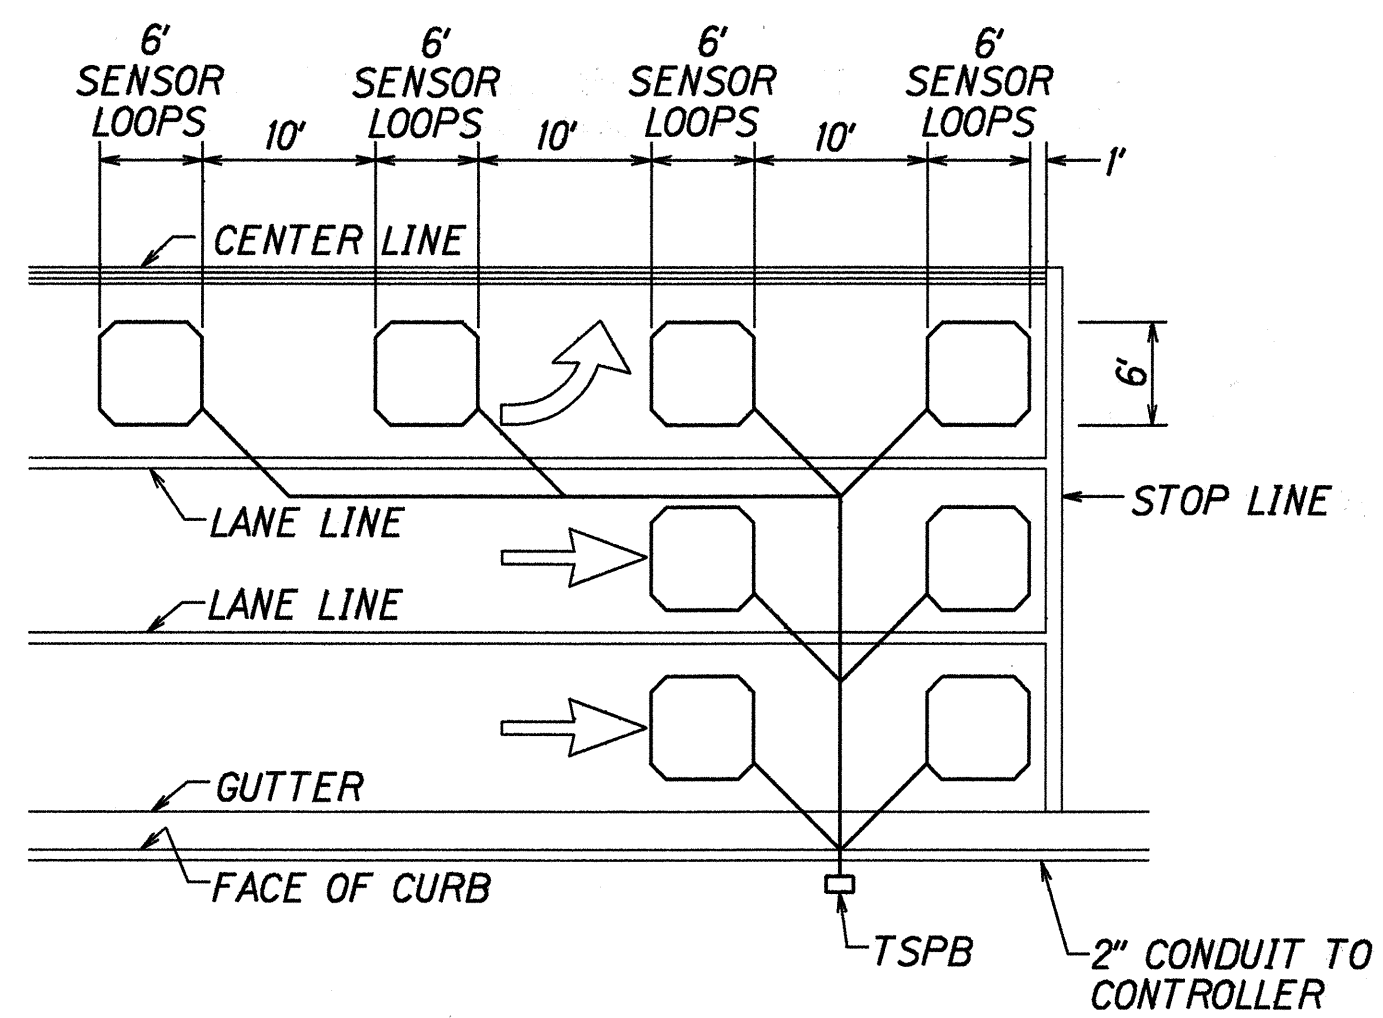 6'
SENSOR
LOOPS
6'
SENSOR
LOOPS
6'
SENSOR
LOOPS
6'
SENSOR
LOOPS
10'
10'
10'
1'
CENTER LINE
6'
STOP LINE
LANE LINE
LANE LINE
GUTTER
FACE OF CURB
TSPB
2" CONDUIT TO
CONTROLLER